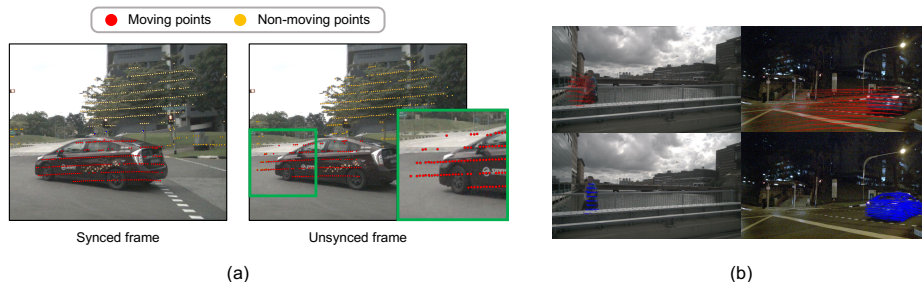 Moving points
Non-moving points
Synced frame
Unsynced frame
(a)
(b)